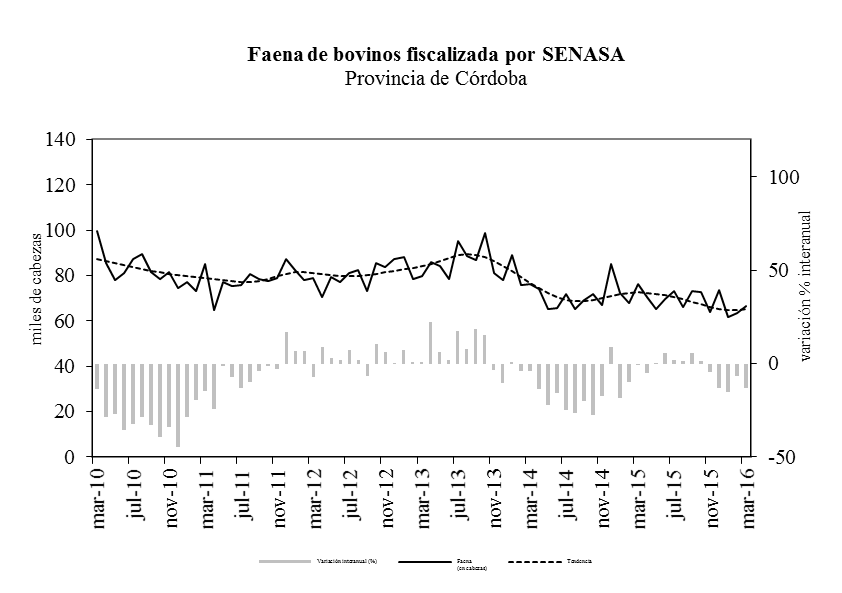 Faena de bovinos fiscalizada por SENASA
Provincia de Córdoba
miles de cabezas
140
120
100
80
60
40
20
0
100
50
0
-50
variación % interanual
mar-10
jul-10
nov-10
mar-11
jul-11
nov-11
mar-12
jul-12
nov-12
mar-13
jul-13
nov-13
mar-14
jul-14
nov-14
mar-15
jul-15
nov-15
mar-16
Variación interanual (%)
Faena
(en cabezas)
Tendencia